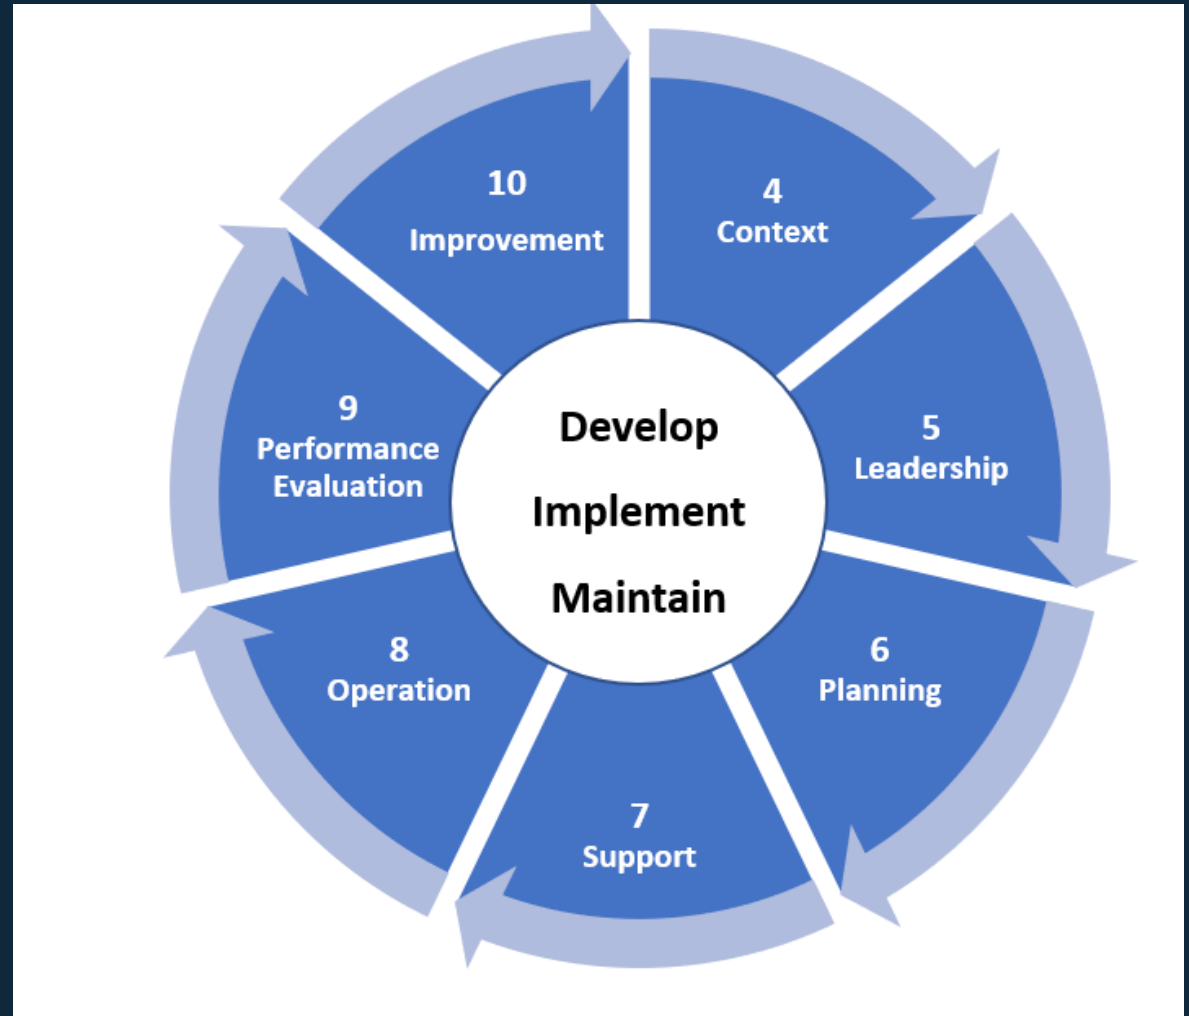 10
Improvement
4
Context
9
Performance
Evaluation
Develop
Implement
Maintain
5
Leadership
8
Operation
6
Planning
7
Support